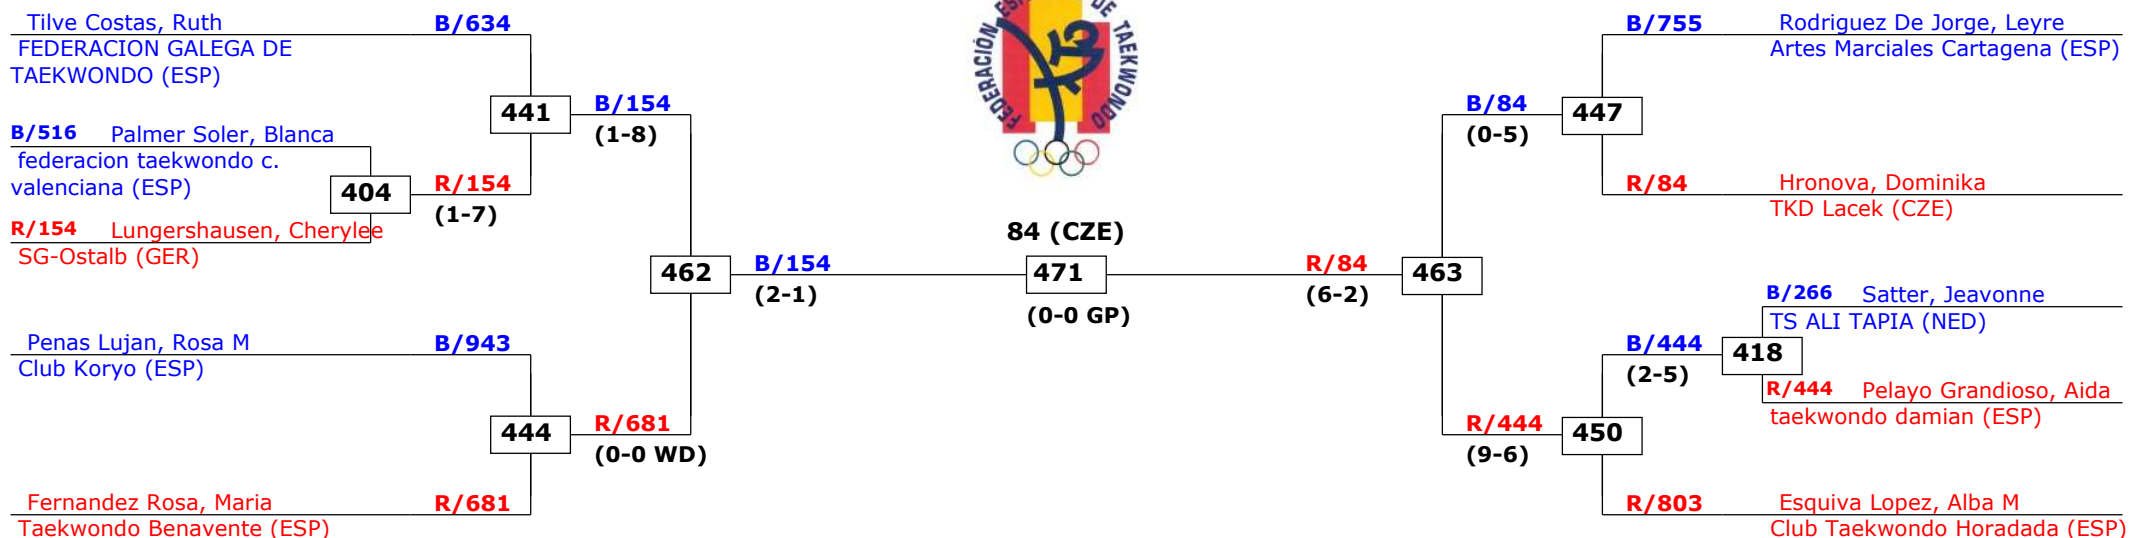 Tilve Costas, Ruth
B/634
FEDERACION GALEGA DE
TAEKWONDO (ESP)
441
B/154
(1-8)
B/516 Palmer Soler, Blanca
federacion taekwondo c.
valenciana (ESP)
404
R/154
(1-7)
R/154 Lungershausen, Cherylee
SG-Ostalb (GER)
462
B/154
(2-1)
Penas Lujan, Rosa M
B/943
Club Koryo (ESP)
444
R/681
(0-0 WD)
Fernandez Rosa, Maria
R/681
Taekwondo Benavente (ESP)
FEDERACIÓN ESPAÑOLA DE TAEKWONDO
84 (CZE)
471
(0-0 GP)
B/755
Rodriguez De Jorge, Leyre
Artes Marciales Cartagena (ESP)
B/84
(0-5)
447
R/84
Hronova, Dominika
TKD Lacek (CZE)
R/84
(6-2)
463
B/266 Satter, Jeavonne
TS ALI TAPIA (NED)
B/444
(2-5)
418
R/444 Pelayo Grandioso, Aida
taekwondo damian (ESP)
R/444
(9-6)
450
R/803
Esquiva Lopez, Alba M
Club Taekwondo Horadada (ESP)